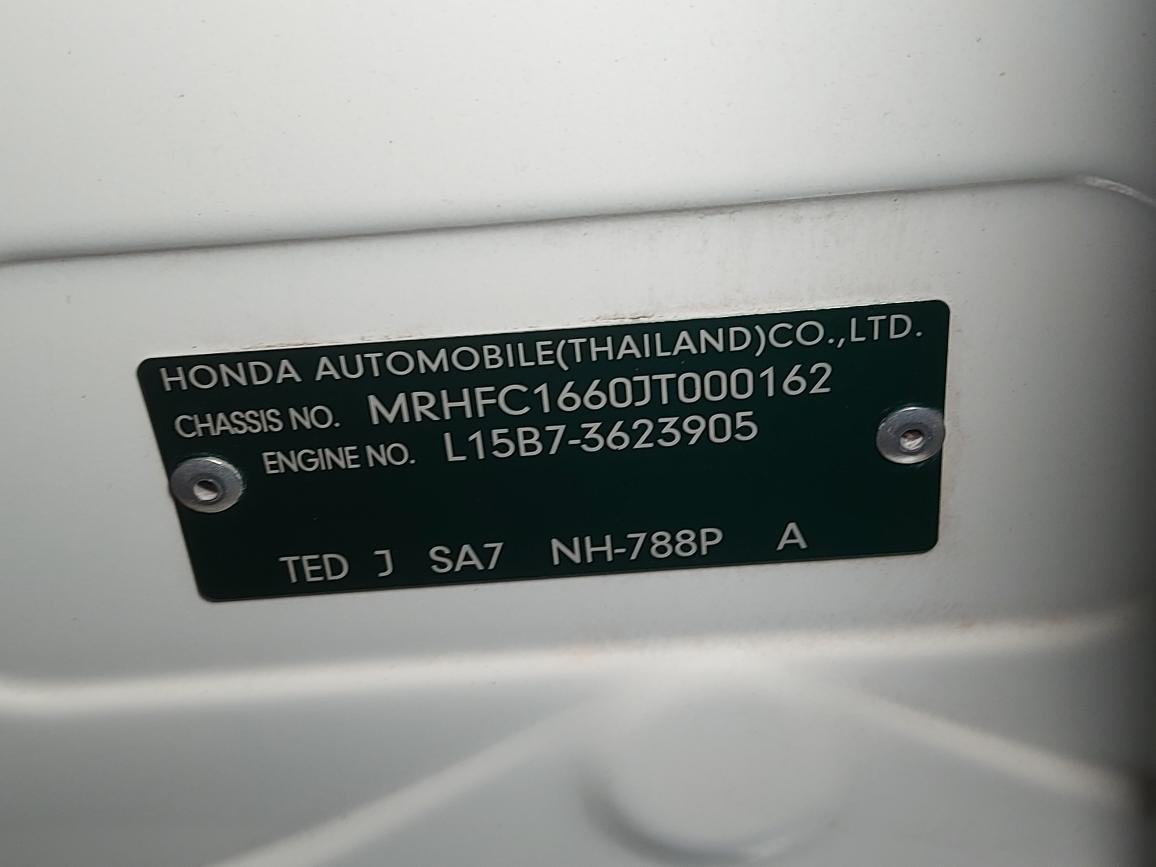 HONDA AUTOMOBILE(THAILAND)CO.,LTD.
CHASSIS NO. MRHFC1660JT000162
ENGINE NO. L15B7-3623905
TED J SA7 NH-788P A